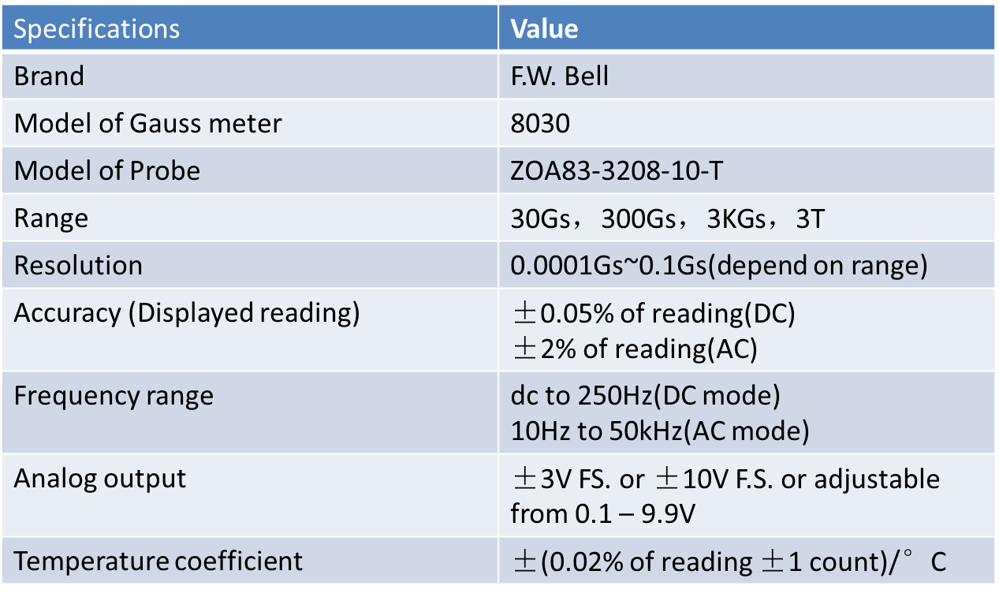 Specifications Value
Brand F.W. Bell
Model of Gauss meter 8030
Model of Probe ZOA83-3208-10-T
Range 30Gs，300Gs，3KGs，3T
Resolution 0.0001Gs~0.1Gs(depend on range)
Accuracy (Displayed reading) ±0.05% of reading(DC)
±2% of reading(AC)
Frequency range dc to 250Hz(DC mode)
10Hz to 50kHz(AC mode)
Analog output ±3V FS. or ±10V F.S. or adjustable
from 0.1 – 9.9V
Temperature coefficient ±(0.02% of reading ±1 count)/° C